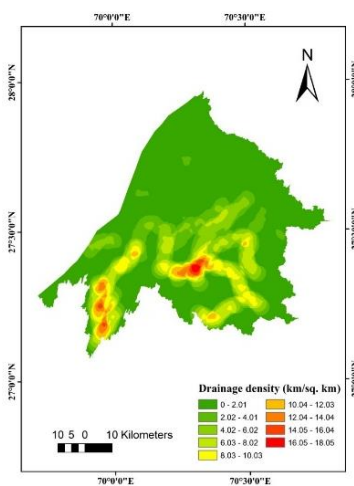 70°0'0"E 70°30'0"E
N
28°0'0"N
27°30'0"N
27°0'0"N
Drainage density (km/sq. km)
0 - 2.01 10.04 - 12.03
2.02 - 4.01 12.04 - 14.04
4.02 - 6.02 14.05 - 16.04
6.03 - 8.02 16.05 - 18.05
8.03 - 10.03
10 5 0 10 Kilometers
70°0'0"E 70°30'0"E